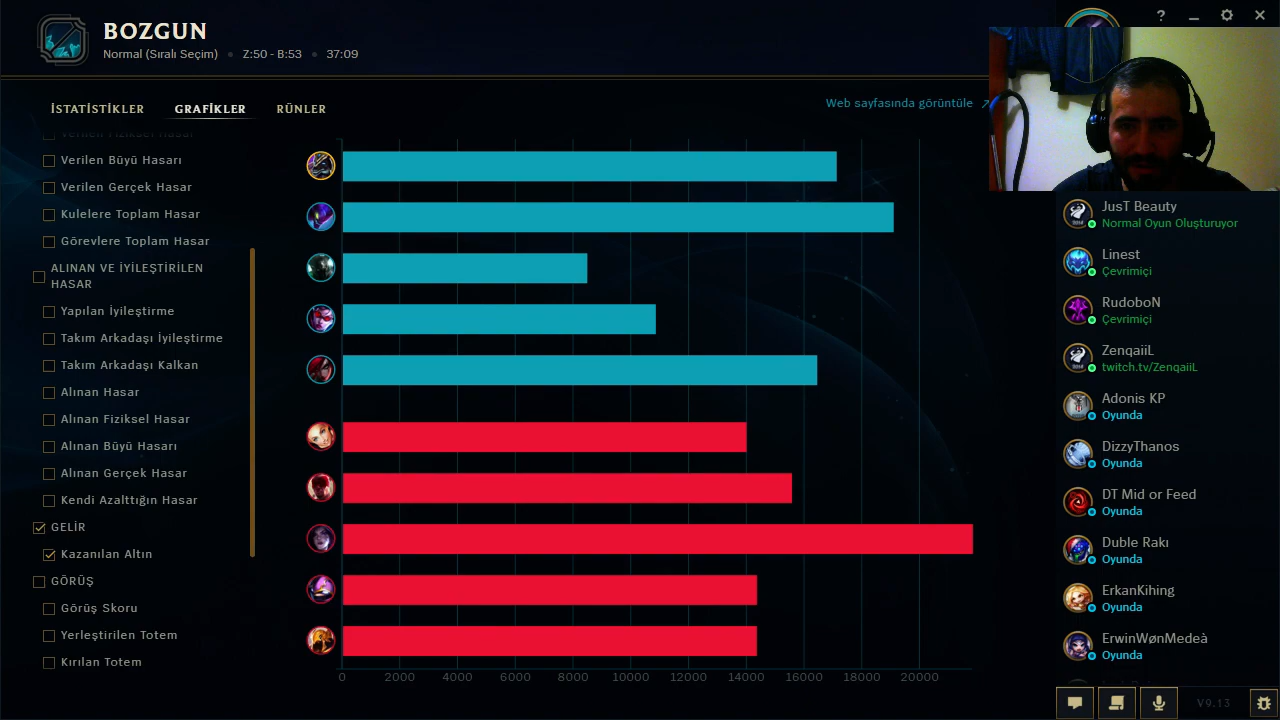 BOZGUN
Normal (Sıralı Seçim) • Z:50 - B:53 • 37:09
?
İSTATİSTİKLER GRAFİKLER RÜNLER
Web sayfasında görüntüle
Verilen Fiziksel Hasar
Verilen Büyü Hasarı
Verilen Gerçek Hasar
Kulelere Toplam Hasar
Görevlere Toplam Hasar
ALINAN VE İYİLEŞTİRİLEN
HASAR
Yapılan İyileştirme
Takım Arkadaşı İyileştirme
Takım Arkadaşı Kalkan
Alınan Hasar
Alınan Fiziksel Hasar
Alınan Büyü Hasarı
Alınan Gerçek Hasar
Kendi Azalttığın Hasar
GELİR
Kazanılan Altın
GÖRÜŞ
Görüş Skoru
Yerleştirilen Totem
Kırılan Totem
0 2000 4000 6000 8000 10000 12000 14000 16000 18000 20000
JusT Beauty
Normal Oyun Oluşturuyor
Linest
Çevrimiçi
RudoboN
Çevrimiçi
ZenqaiiL
twitch.tv/ZenqaiiL
Adonis KP
Oyunda
DizzyThanos
Oyunda
DT Mid or Feed
Oyunda
Duble Rakı
Oyunda
ErkanKihing
Oyunda
ErwinWønMedeà
Oyunda
V9.13